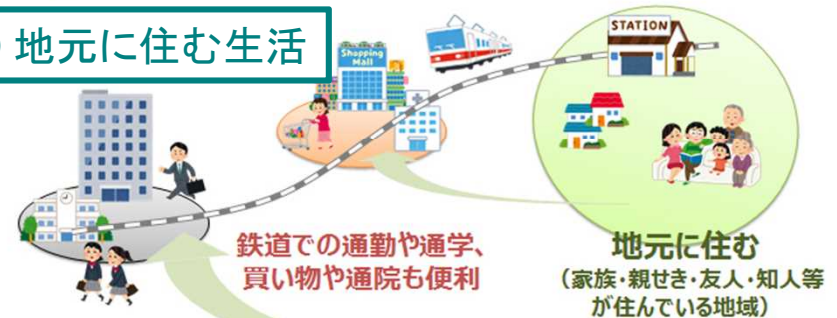 地元に住む生活
Shopping
Mall
STATION
鉄道での通勤や通学、
買い物や通院も便利
地元に住む
（家族・親せき・友人・知人等
が住んでいる地域）